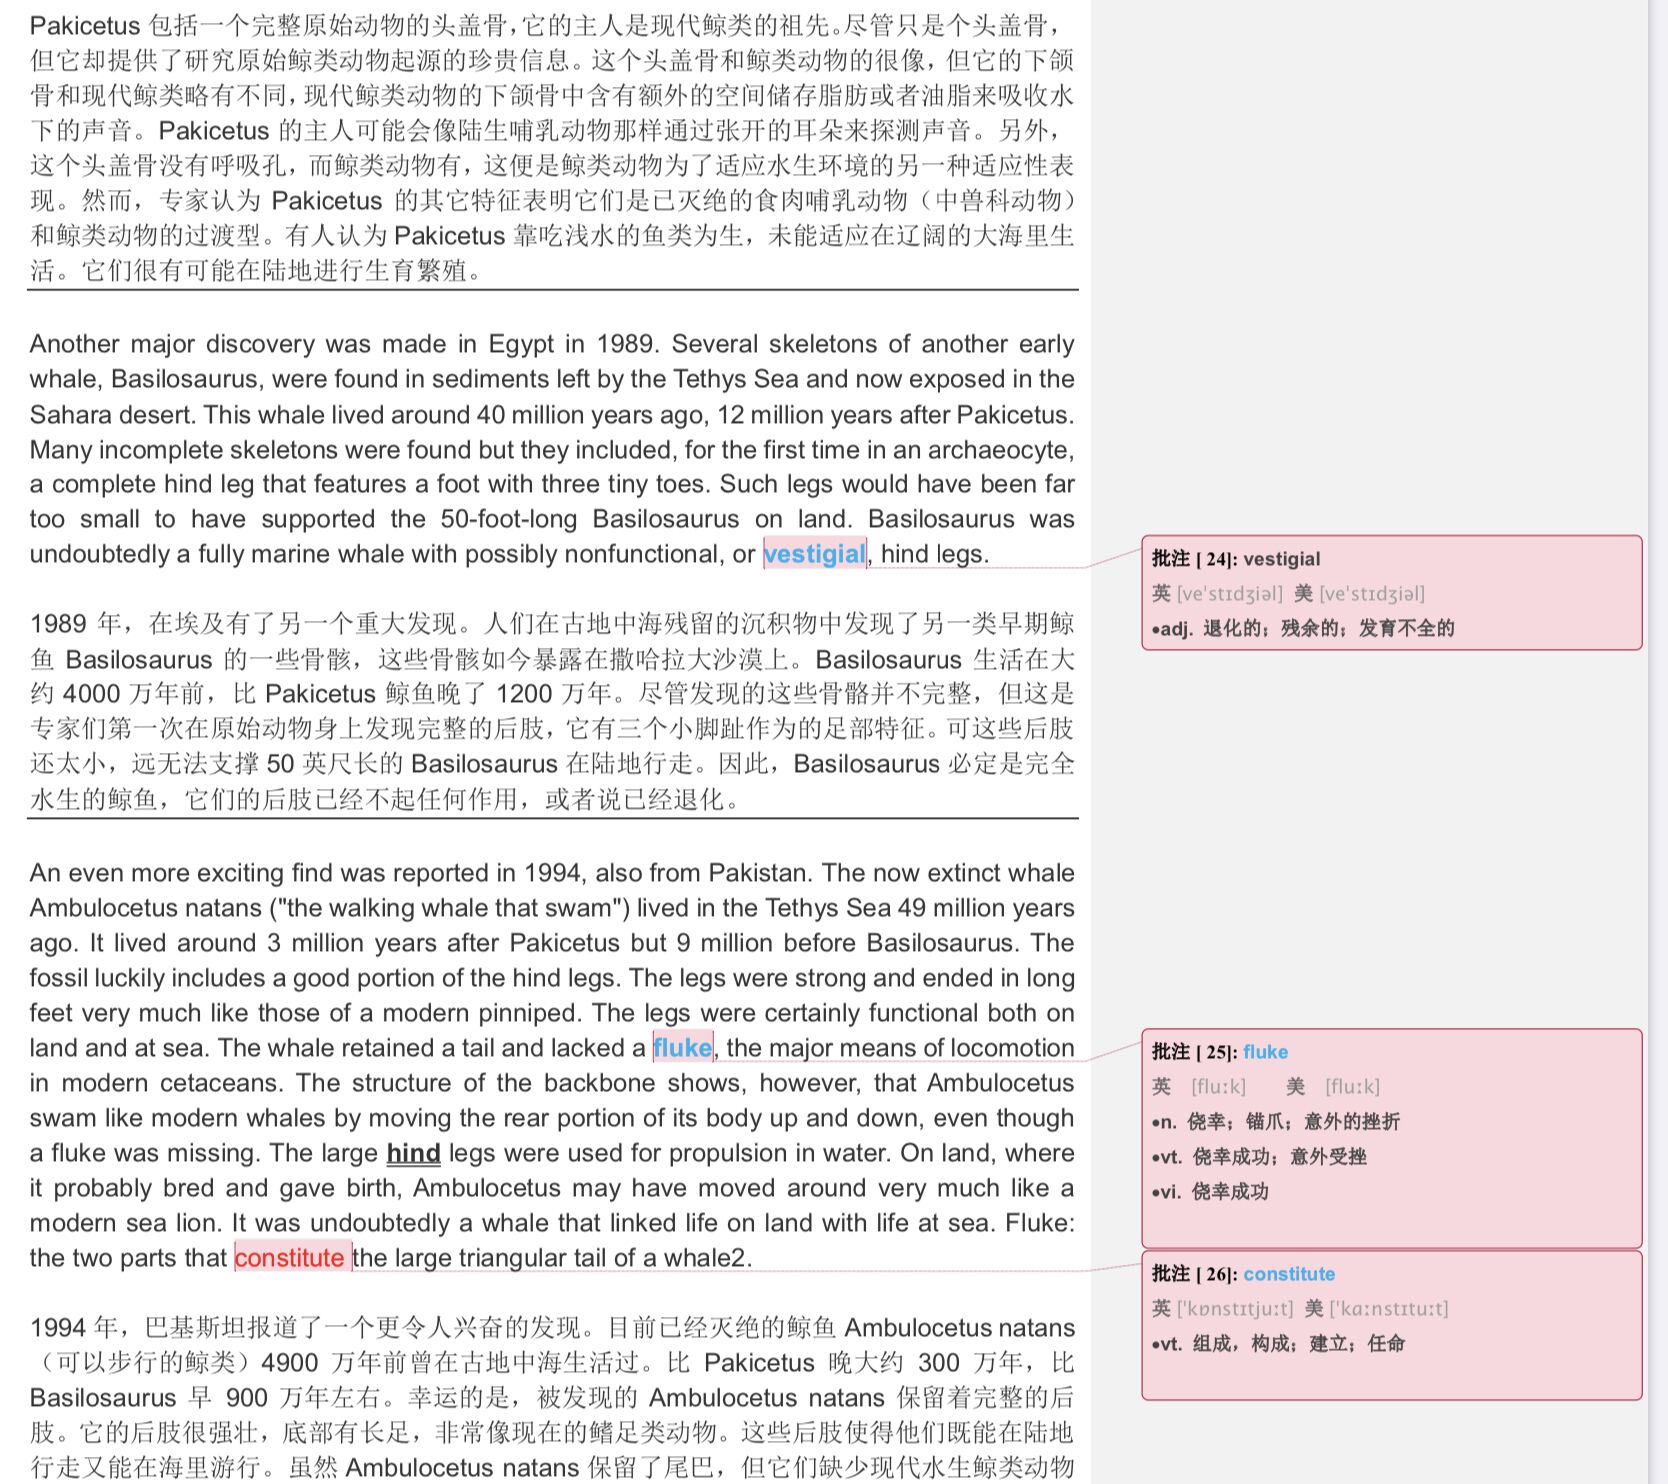 Pakicetus 包括一个完整原始动物的头盖骨，它的主人是现代鲸类的祖先。尽管只是个头盖骨，
但它却提供了研究原始鲸类动物起源的珍贵信息。这个头盖骨和鲸类动物的很像，但它的下颌
骨和现代鲸类略有不同，现代鲸类动物的下颌骨中含有额外的空间储存脂肪或者油脂来吸收水
下的声音。Pakicetus 的主人可能会像陆生哺乳动物那样通过张开的耳朵来探测声音。另外，
这个头盖骨没有呼吸孔，而鲸类动物有，这便是鲸类动物为了适应水生环境的另一种适应性表
现。然而，专家认为 Pakicetus 的其它特征表明它们是已灭绝的食肉哺乳动物（中兽科动物）
和鲸类动物的过渡型。有人认为 Pakicetus 靠吃浅水的鱼类为生，未能适应在辽阔的大海里生
活。它们很有可能在陆地进行生育繁殖。
Another major discovery was made in Egypt in 1989. Several skeletons of another early
whale, Basilosaurus, were found in sediments left by the Tethys Sea and now exposed in the
Sahara desert. This whale lived around 40 million years ago, 12 million years after Pakicetus.
Many incomplete skeletons were found but they included, for the first time in an archaeocyte,
a complete hind leg that features a foot with three tiny toes. Such legs would have been far
too small to have supported the 50-foot-long Basilosaurus on land. Basilosaurus was
undoubtedly a fully marine whale with possibly nonfunctional, or vestigial, hind legs.
批注 [ 24]: vestigial
英 [ve'stɪdʒiəl] 美 [ve'stɪdʒiəl]
•adj. 退化的；残余的；发育不全的
1989 年，在埃及有了另一个重大发现。人们在古地中海残留的沉积物中发现了另一类早期鲸
鱼 Basilosaurus 的一些骨骸，这些骨骸如今暴露在撒哈拉大沙漠上。Basilosaurus 生活在大
约 4000 万年前，比 Pakicetus 鲸鱼晚了 1200 万年。尽管发现的这些骨骼并不完整，但这是
专家们第一次在原始动物身上发现完整的后肢，它有三个小脚趾作为的足部特征。可这些后肢
还太小，远无法支撑 50 英尺长的 Basilosaurus 在陆地行走。因此，Basilosaurus 必定是完全
水生的鲸鱼，它们的后肢已经不起任何作用，或者说已经退化。
An even more exciting find was reported in 1994, also from Pakistan. The now extinct whale
Ambulocetus natans ("the walking whale that swam") lived in the Tethys Sea 49 million years
ago. It lived around 3 million years after Pakicetus but 9 million before Basilosaurus. The
fossil luckily includes a good portion of the hind legs. The legs were strong and ended in long
feet very much like those of a modern pinniped. The legs were certainly functional both on
land and at sea. The whale retained a tail and lacked a fluke, the major means of locomotion
in modern cetaceans. The structure of the backbone shows, however, that Ambulocetus
swam like modern whales by moving the rear portion of its body up and down, even though
a fluke was missing. The large hind legs were used for propulsion in water. On land, where
it probably bred and gave birth, Ambulocetus may have moved around very much like a
modern sea lion. It was undoubtedly a whale that linked life on land with life at sea. Fluke:
the two parts that constitute the large triangular tail of a whale2.
批注 [ 25]: fluke
英 [fluːk] 美 [fluːk]
•n. 侥幸；锚爪；意外的挫折
•vt. 侥幸成功；意外受挫
•vi. 侥幸成功
批注 [ 26]: constitute
英 ['kɒnstɪtjuːt] 美 ['kɑːnstɪtuːt]
•vt. 组成，构成；建立；任命
1994 年，巴基斯坦报道了一个更令人兴奋的发现。目前已经灭绝的鲸鱼 Ambulocetus natans
（可以步行的鲸类）4900 万年前曾在古地中海生活过。比 Pakicetus 晚大约 300 万年，比
Basilosaurus 早 900 万年左右。幸运的是，被发现的 Ambulocetus natans 保留着完整的后
肢。它的后肢很强壮，底部有长足，非常像现在的鳍足类动物。这些后肢使得他们既能在陆地
行走又能在海里游行。虽然 Ambulocetus natans 保留了尾巴，但它们缺少现代水生鲸类动物